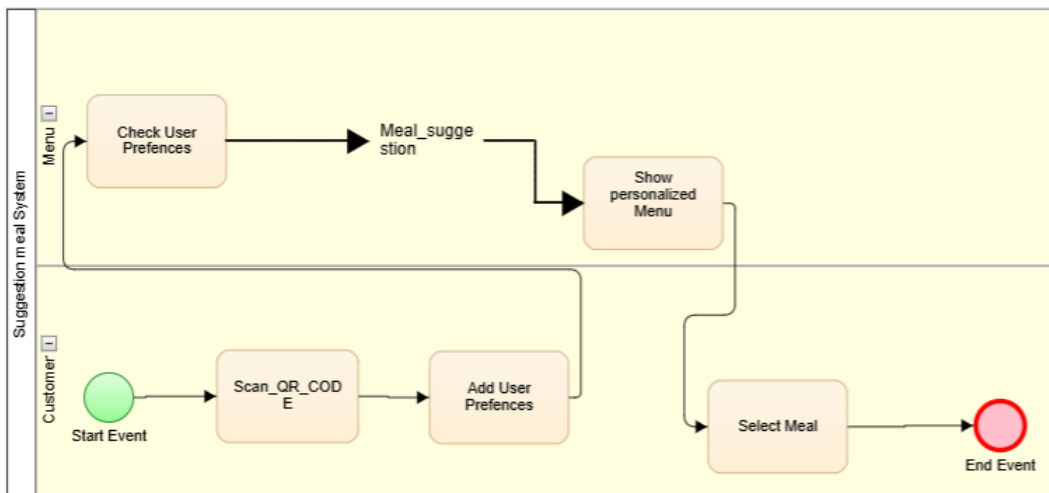 Suggestion meal System
Menu
Check User
Prefences
Meal_sugge
stion
Show
personalized
Menu
Customer
Start Event
Scan_QR_COD
E
Add User
Prefences
Select Meal
End Event